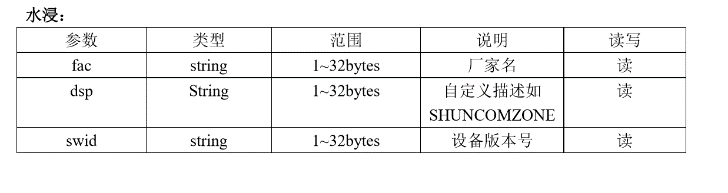 水浸：
参数 类型 范围 说明 读写
fac string 1~32bytes 厂家名 读
dsp String 1~32bytes 自定义描述如 读
SHUNCOMZONE
swid string 1~32bytes 设备版本号 读